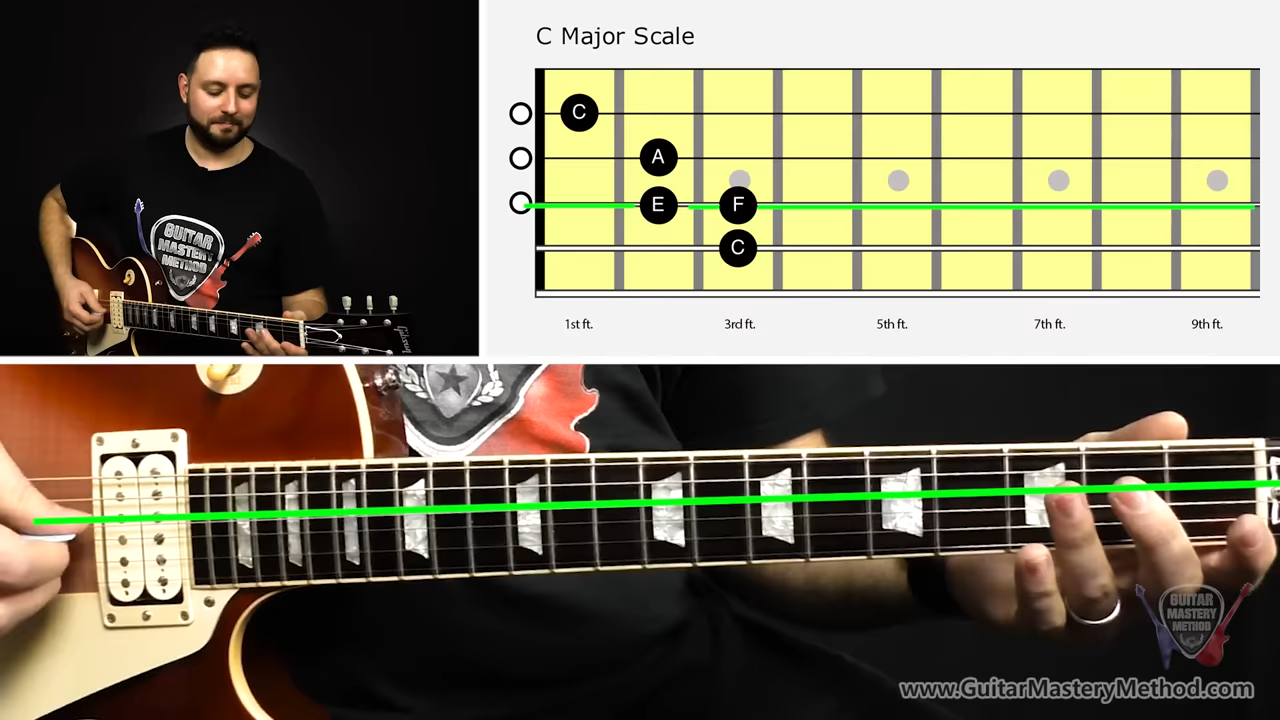 C Major Scale
C
A
E
F
C
1st ft.
3rd ft.
5th ft.
7th ft.
9th ft.
GUITAR
MASTERY
METHOD
Gibson
GUITAR
MASTERY
METHOD
www.GuitarMasteryMethod.com